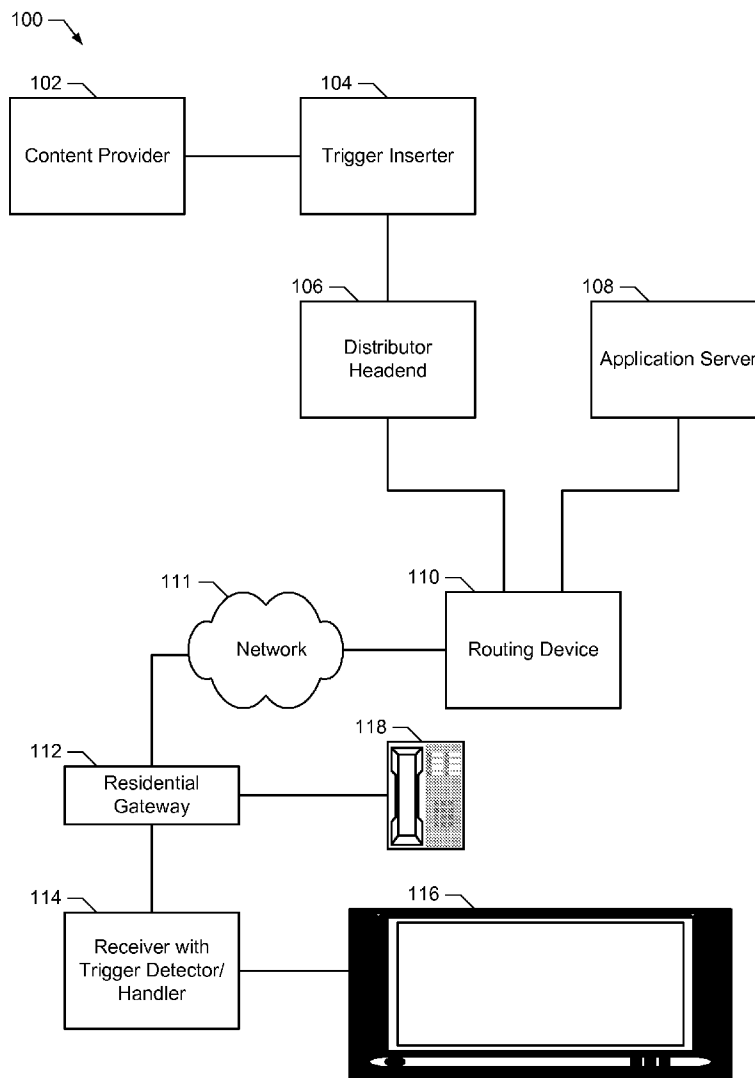 100
102
104
Content Provider
Trigger Inserter
106
108
Distributor
Headend
Application Server
111
110
Network
Routing Device
118
112
Residential
Gateway
114
116
Receiver with
Trigger Detector/
Handler